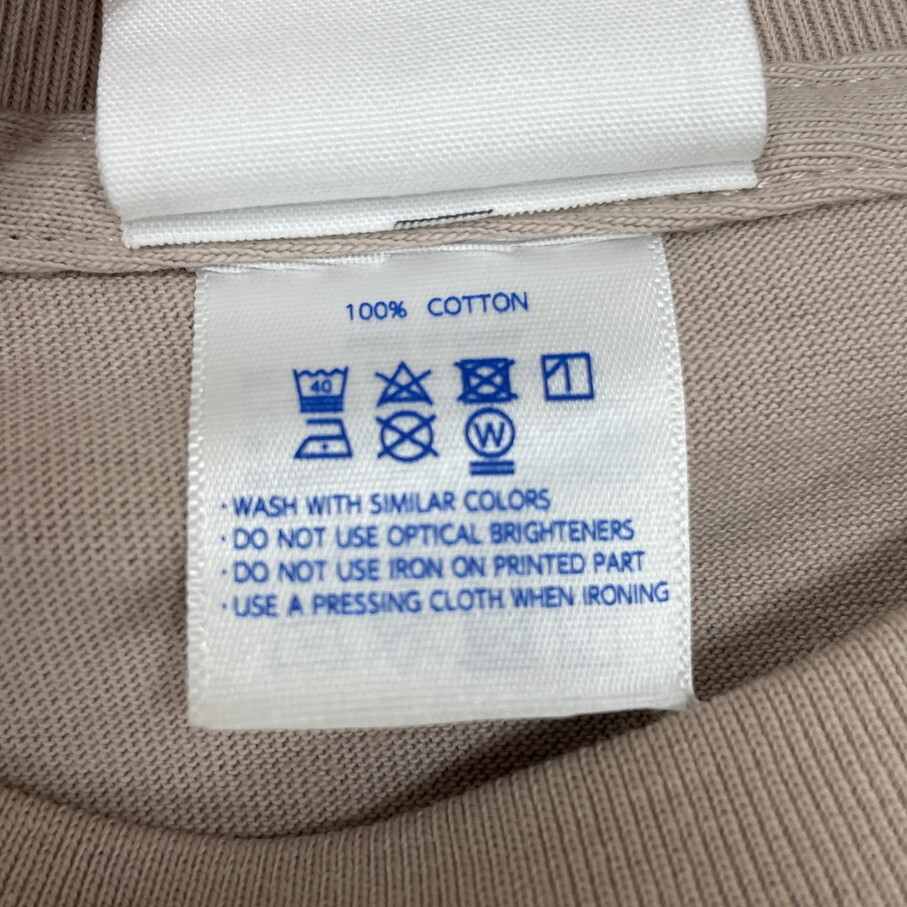 100% COTTON
40
W
· WASH WITH SIMILAR COLORS
· DO NOT USE OPTICAL BRIGHTENERS
· DO NOT USE IRON ON PRINTED PART
· USE A PRESSING CLOTH WHEN IRONING